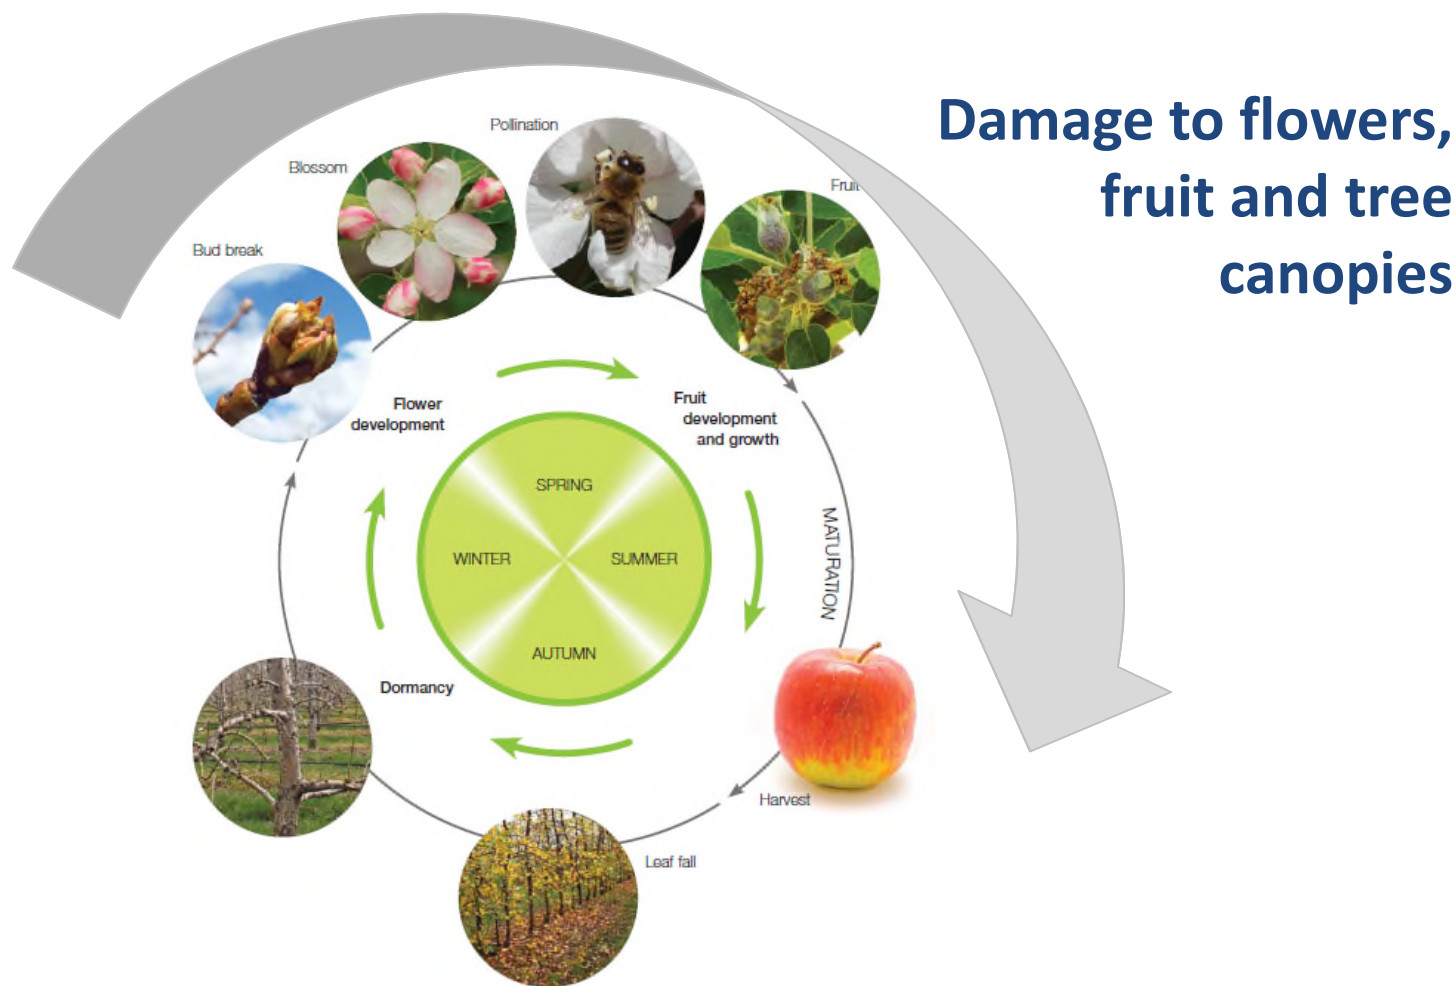 Damage to flowers,
fruit and tree
canopies
Pollination
Blossom
Fruit
Bud break
Flower
development
Fruit
development
and growth
SPRING
WINTER
SUMMER
AUTUMN
MATURATION
Dormancy
Harvest
Leaf fall